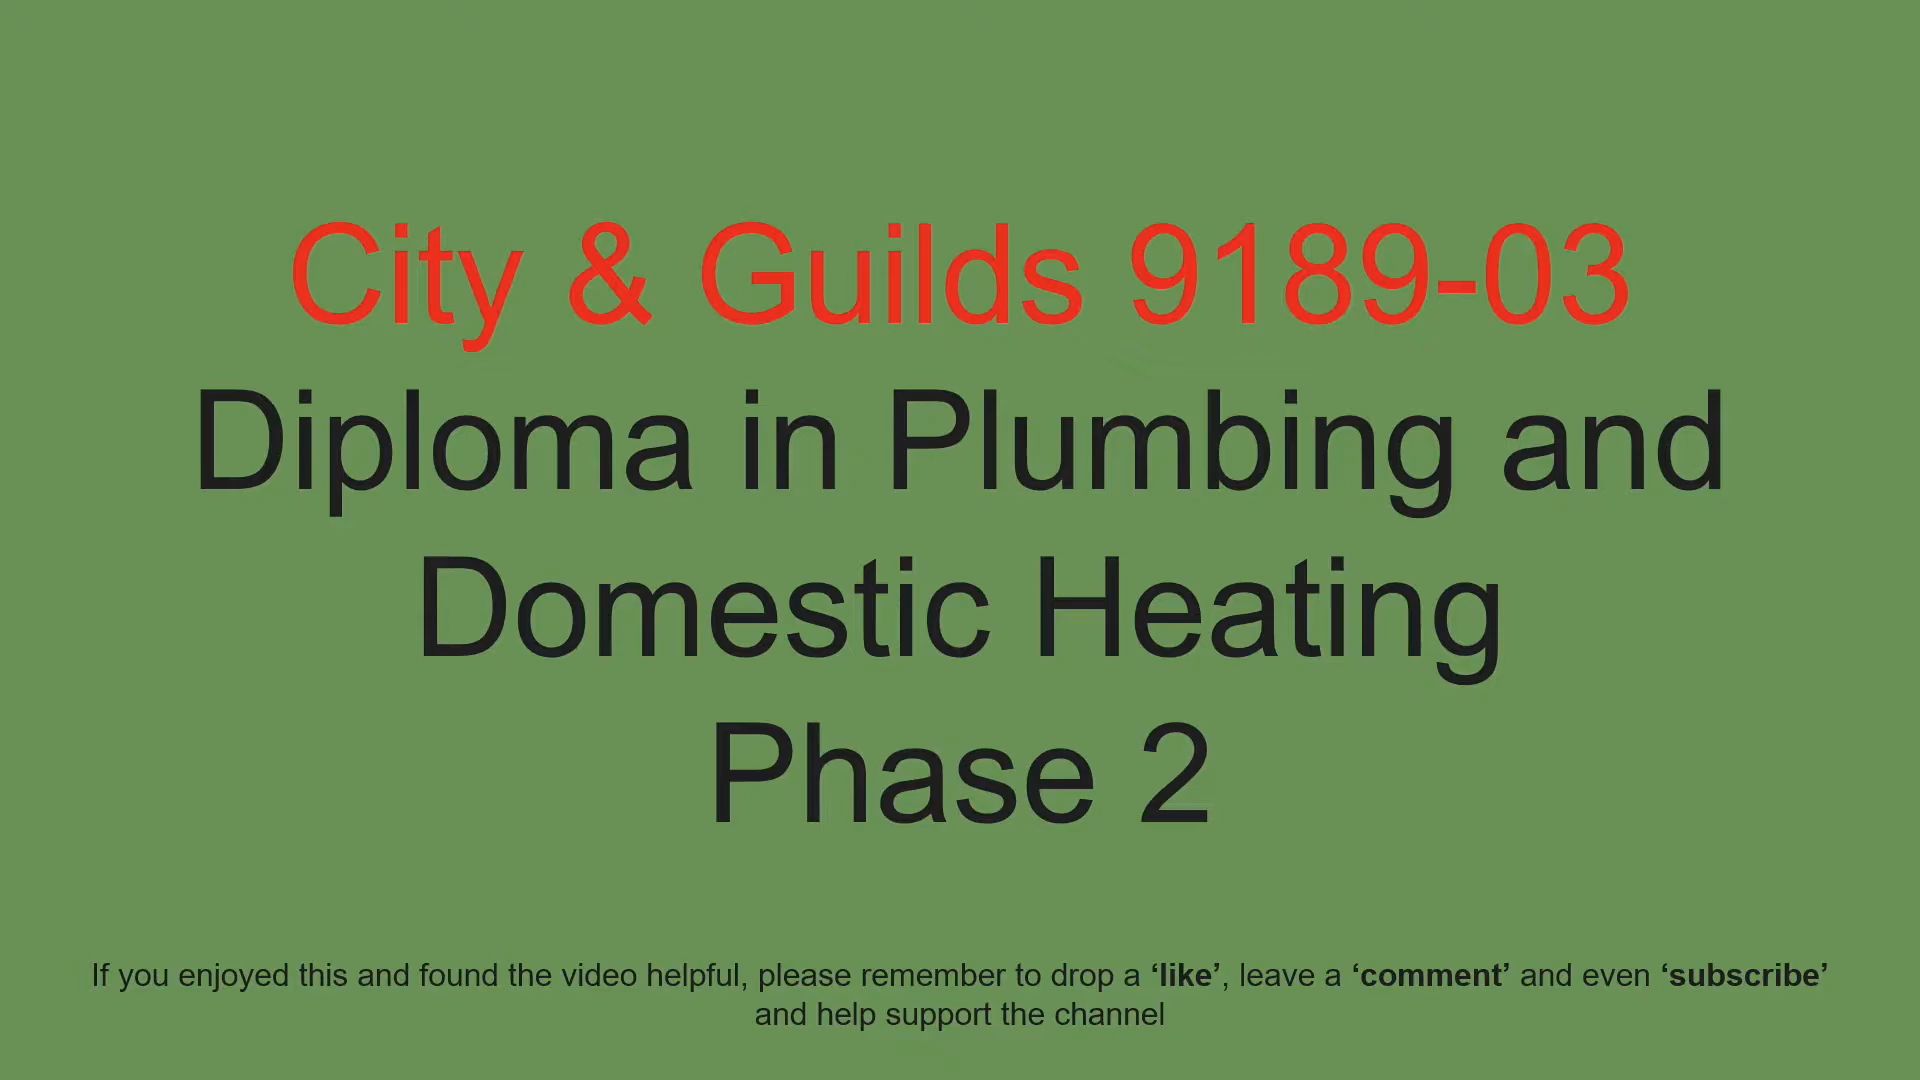 City & Guilds 9189-03
Diploma in Plumbing and
Domestic Heating
Phase 2
If you enjoyed this and found the video helpful, please remember to drop a ‘like’, leave a ‘comment’ and even ‘subscribe’
and help support the channel